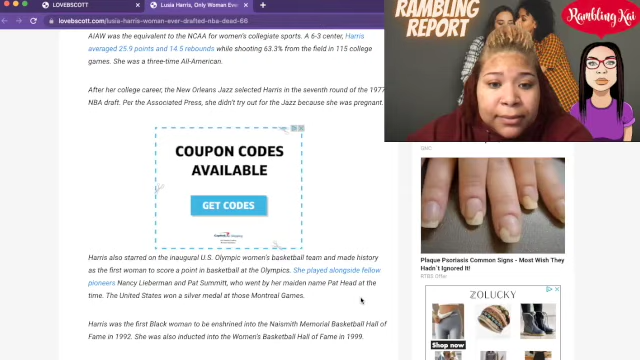 LOVEBSCOTT
Lusia Harris, Only Woman Ever
lovebscott.com/lusia-harris-woman-ever-drafted-nba-dead-66
RAMBLING
REPORT
Rambling Kai
AIAW was the equivalent to the NCAA for women's collegiate sports. A 6-3 center, Harris
averaged 25.9 points and 14.5 rebounds while shooting 63.3% from the field in 115 college
games. She was a three-time All-American.
After her college career, the New Orleans Jazz selected Harris in the seventh round of the 1977
NBA draft. Per the Associated Press, she didn't try out for the Jazz because she was pregnant.
COUPON CODES
AVAILABLE
GET CODES
Plaque Psoriasis Common Signs - Most Wish They
Hadn't Ignored It!
Harris also starred on the inaugural U.S. Olympic women's basketball team and made history
as the first woman to score a point in basketball at the Olympics. She played alongside fellow
pioneers Nancy Lieberman and Pat Summitt, who went by her maiden name Pat Head at the
time. The United States won a silver medal at those Montreal Games.
ZOLUCKY
Shop now
Harris was the first Black woman to be enshrined into the Naismith Memorial Basketball Hall of
Fame in 1992. She was also inducted into the Women's Basketball Hall of Fame in 1999.